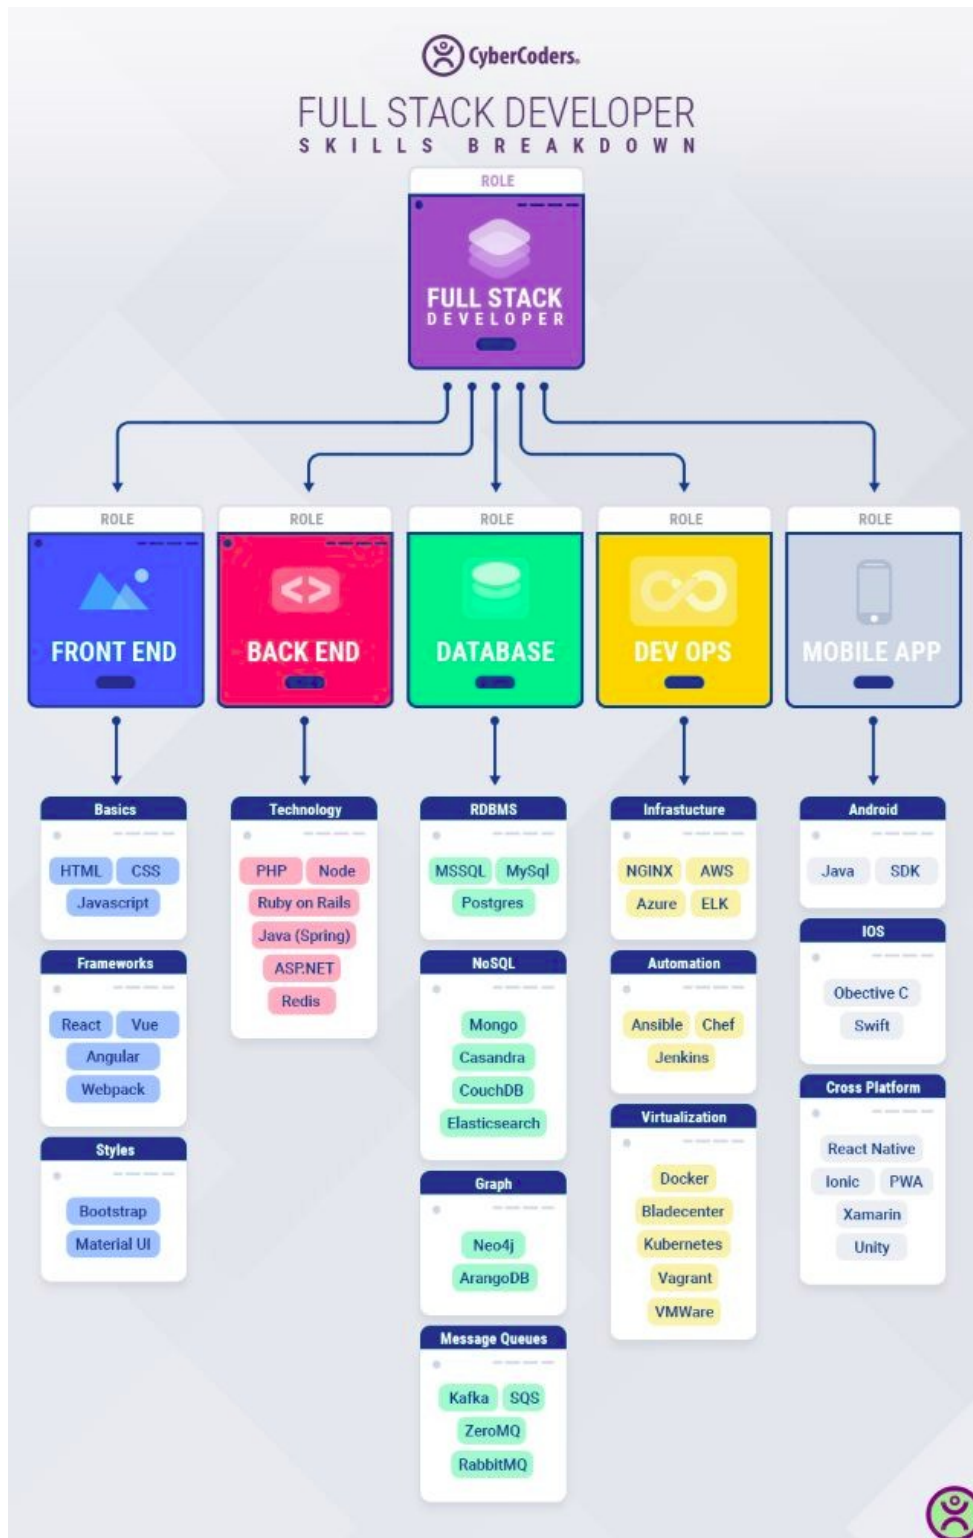 CyberCoders.
FULL STACK DEVELOPER
SKILLS BREAKDOWN
ROLE
FULL STACK
DEVELOPER
ROLE
FRONT END
Basics
HTML CSS
Javascript
Frameworks
React Vue
Angular
Webpack
Styles
Bootstrap
Material UI
ROLE
BACK END
Technology
PHP Node
Ruby on Rails
Java (Spring)
ASP.NET
Redis
ROLE
DATABASE
RDBMS
MSSQL MySql
Postgres
NoSQL
Mongo
Casandra
CouchDB
Elasticsearch
Graph
Neo4j
ArangoDB
Message Queues
Kafka SQS
ZeroMQ
RabbitMQ
ROLE
DEV OPS
Infrastucture
NGINX AWS
Azure ELK
Automation
Ansible Chef
Jenkins
Virtualization
Docker
Bladecenter
Kubernetes
Vagrant
VMWare
ROLE
MOBILE APP
Android
Java SDK
IOS
Obective C
Swift
Cross Platform
React Native
Ionic PWA
Xamarin
Unity